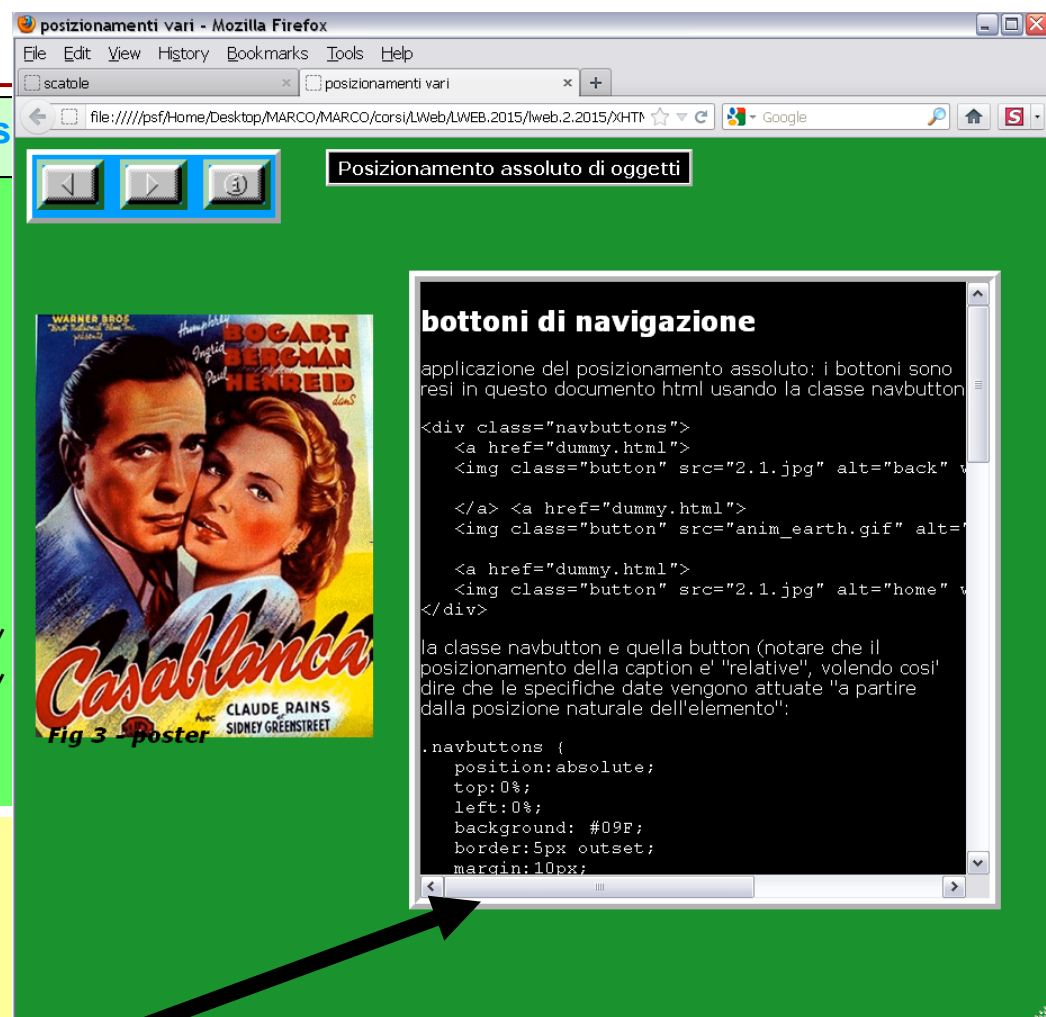 posizionamenti vari - Mozilla Firefox
File Edit View History Bookmarks Tools Help
scatole
posizionamenti vari
file://///psf/Home/Desktop/MARCO/MARCO/corsi/LWeb/LWEB.2015/lweb.2.2015/XHTM
Google
s
Posizionamento assoluto di oggetti
WARNER BROS
Humphrey
BOGART
Ingrid
BERGMAN
Paul
HENREID
dans
Casablanca
avec
CLAUDE RAINS
SIDNEY GREENSTREET
Fig 3 - poster
bottoni di navigazione
applicazione del posizionamento assoluto: i bottoni sono
resi in questo documento html usando la classe navbutton
<div class="navbuttons">
<a href="dummy.html">
<img class="button" src="2.1.jpg" alt="back" w
</a> <a href="dummy.html">
<img class="button" src="anim_earth.gif" alt="
<a href="dummy.html">
<img class="button" src="2.1.jpg" alt="home" w
</div>
la classe navbutton e quella button (notare che il
posizionamento della caption e' "relative", volendo cosi'
dire che le specifiche date vengono attuate "a partire
dalla posizione naturale dell'elemento":
.navbuttons {
position:absolute;
top:0%;
left:0%;
background: #09F;
border:5px outset;
margin:10px;